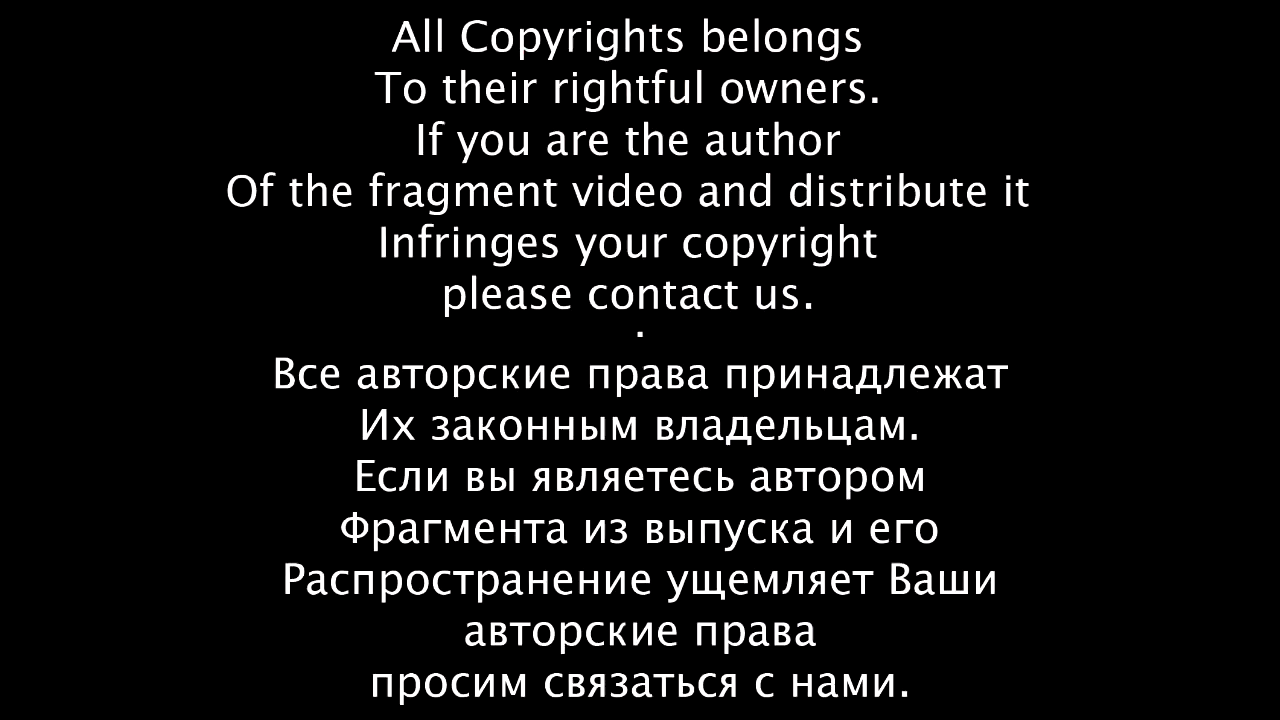 All Copyrights belongs
To their rightful owners.
If you are the author
Of the fragment video and distribute it
Infringes your copyright
please contact us.
.
Все авторские права принадлежат
Их законным владельцам.
Если вы являетесь автором
Фрагмента из выпуска и его
Распространение ущемляет Ваши
авторские права
просим связаться с нами.